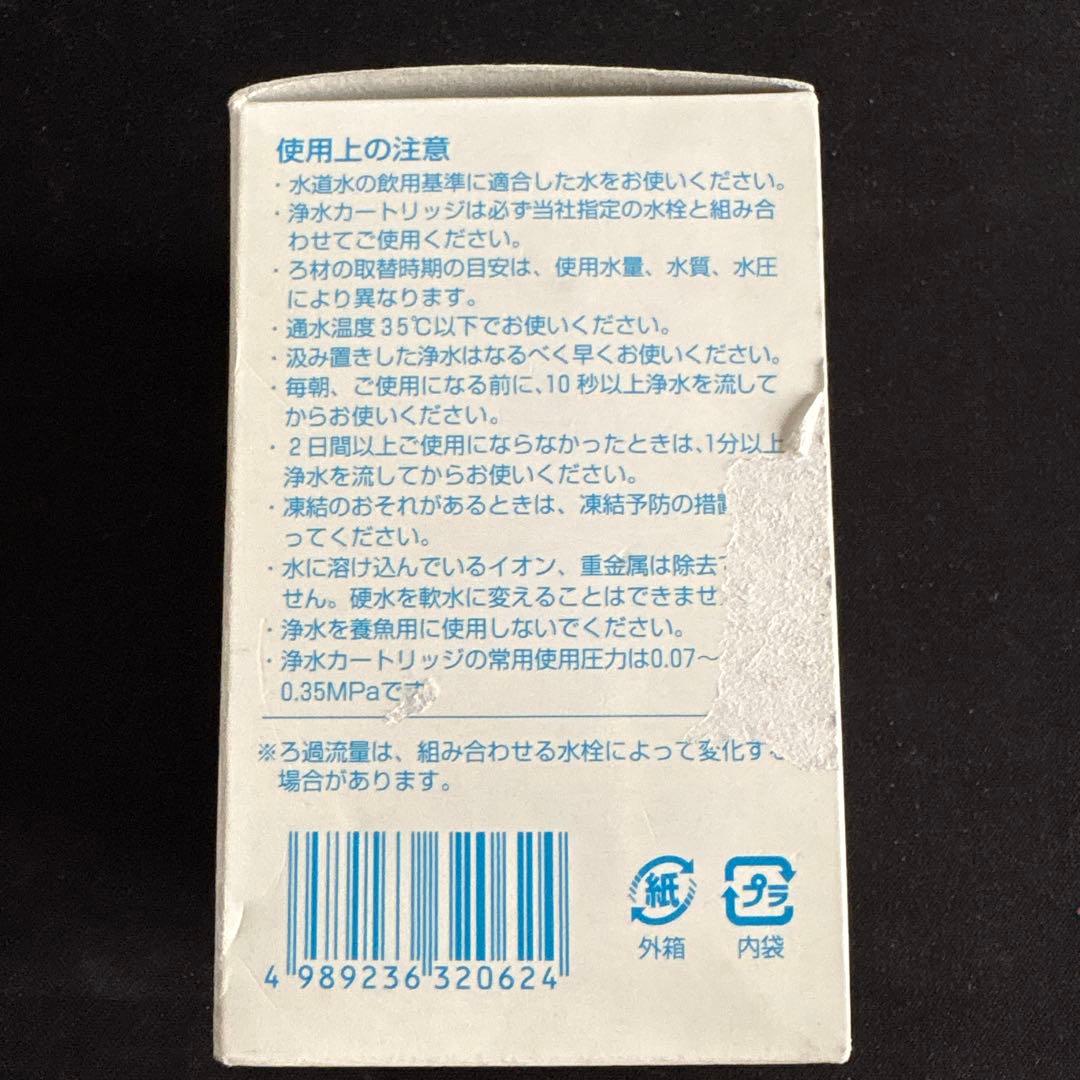 使用上の注意
・水道水の飲用基準に適合した水をお使いください。
・浄水カートリッジは必ず当社指定の水栓と組み合
わせてご使用ください。
・ろ材の取替時期の目安は、使用水量、水質、水圧
により異なります。
・通水温度35℃以下でお使いください。
・汲み置きした浄水はなるべく早くお使いください。
・毎朝、ご使用になる前に、10秒以上浄水を流して
からお使いください。
・2日間以上ご使用にならなかったときは、1分以上
浄水を流してからお使いください。
・凍結のおそれがあるときは、凍結予防の措
ってください。
・水に溶け込んでいるイオン、重金属は除去
せん。硬水を軟水に変えることはできませ
・浄水を養魚用に使用しないでください。
・浄水カートリッジの常用使用圧力は0.07〜
0.35MPaです
※ろ過流量は、組み合わせる水栓によって変化す
場合があります。
紙 プラ
外箱 内袋
4 989236 320624